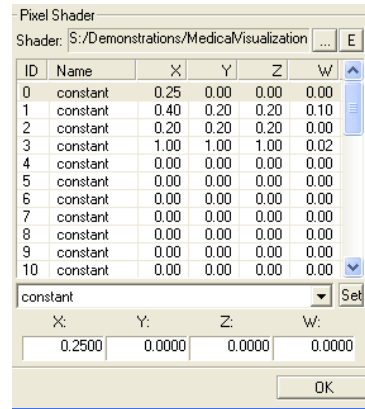 Pixel Shader
Shader: S:/Demonstrations/MedicalVisualization ... E
ID Name X Y Z W
0 constant 0.25 0.00 0.00 0.00
1 constant 0.40 0.20 0.20 0.10
2 constant 0.20 0.20 0.20 0.00
3 constant 1.00 1.00 1.00 0.02
4 constant 0.00 0.00 0.00 0.00
5 constant 0.00 0.00 0.00 0.00
6 constant 0.00 0.00 0.00 0.00
7 constant 0.00 0.00 0.00 0.00
8 constant 0.00 0.00 0.00 0.00
9 constant 0.00 0.00 0.00 0.00
10 constant 0.00 0.00 0.00 0.00
constant Set
X: Y: Z: W:
0.2500 0.0000 0.0000 0.0000
OK